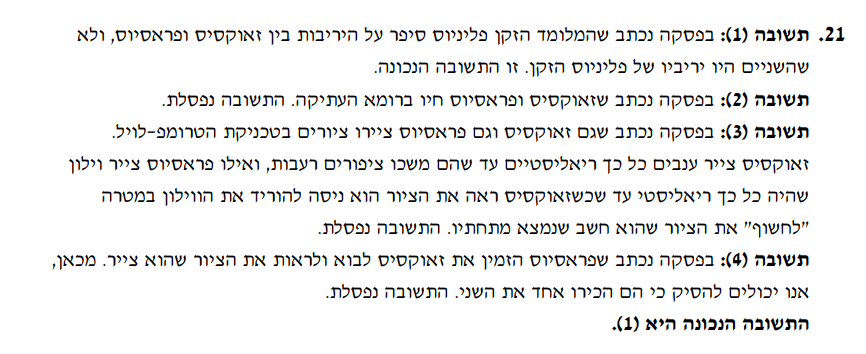 21. תשובה (1): בפסקה נכתב שהמלומד הזקן פליניוס סיפר על היריבות בין זאוקסיס ופראסיוס, ולא
שהשניים היו יריביו של פליניוס הזקן. זו התשובה הנכונה.
תשובה (2): בפסקה נכתב שזאוקסיס ופראסיוס חיו ברומא העתיקה. התשובה נפסלת.
תשובה (3): בפסקה נכתב שגם זאוקסיס וגם פראסיוס ציירו ציורים בטכניקת הטרומפ-לויל.
זאוקסיס צייר ענבים כל כך ריאליסטיים עד שהם משכו ציפורים רעבות, ואילו פראסיוס צייר וילון
שהיה כל כך ריאליסטי עד שכשזאוקסיס ראה את הציור הוא ניסה להוריד את הווילון במטרה
"לחשוף" את הציור שהוא חשב שנמצא מתחתיו. התשובה נפסלת.
תשובה (4): בפסקה נכתב שפראסיוס הזמין את זאוקסיס לבוא ולראות את הציור שהוא צייר. מכאן,
אנו יכולים להסיק כי הם הכירו אחד את השני. התשובה נפסלת.
התשובה הנכונה היא (1).